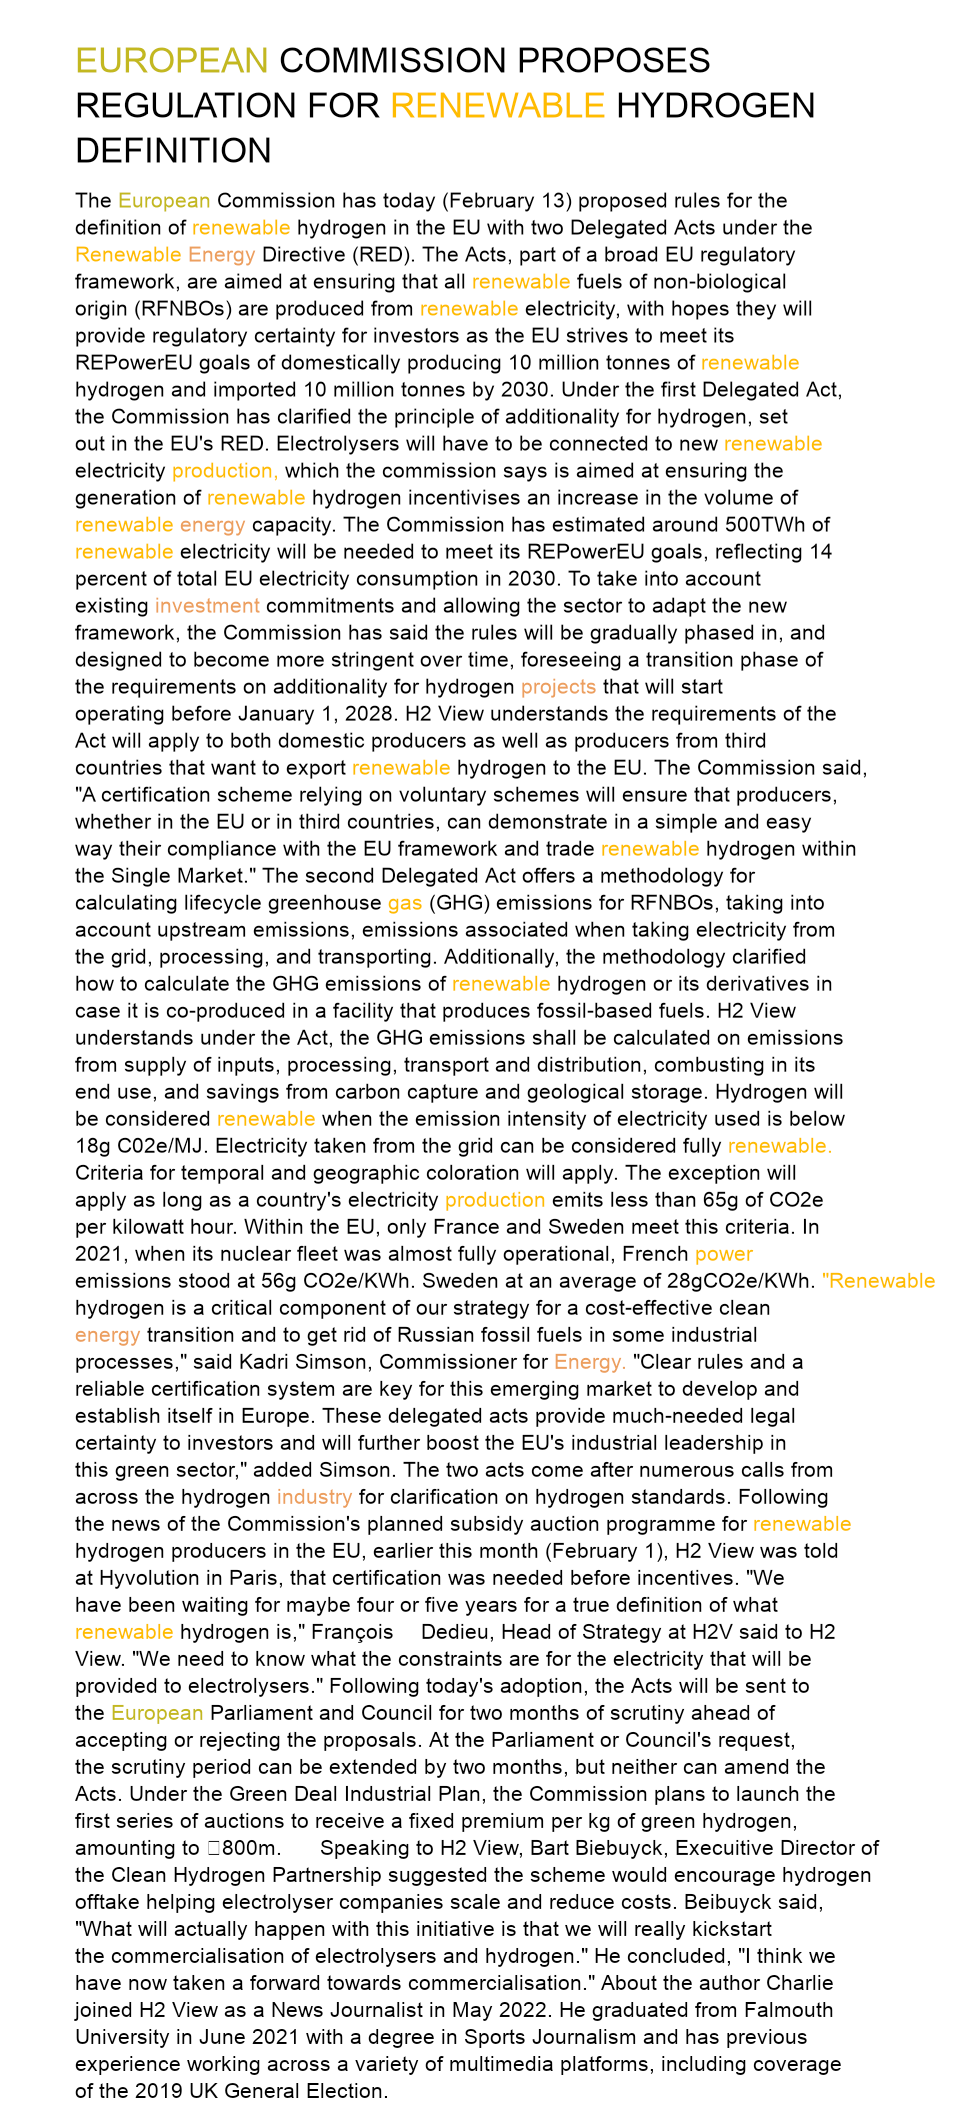 EUROPEAN COMMISSION PROPOSES
REGULATION FOR RENEWABLE HYDROGEN
DEFINITION
The European Commission has today (February 13) proposed rules for the
definition of renewable hydrogen in the EU with two Delegated Acts under the
Renewable Energy Directive (RED). The Acts, part of a broad EU regulatory
framework, are aimed at ensuring that all renewable fuels of non-biological
origin (RFNBOs) are produced from renewable electricity, with hopes they will
provide regulatory certainty for investors as the EU strives to meet its
REPowerEU goals of domestically producing 10 million tonnes of renewable
hydrogen and imported 10 million tonnes by 2030. Under the first Delegated Act,
the Commission has clarified the principle of additionality for hydrogen, set
out in the EU's RED. Electrolysers will have to be connected to new renewable
electricity production, which the commission says is aimed at ensuring the
generation of renewable hydrogen incentivises an increase in the volume of
renewable energy capacity. The Commission has estimated around 500TWh of
renewable electricity will be needed to meet its REPowerEU goals, reflecting 14
percent of total EU electricity consumption in 2030. To take into account
existing investment commitments and allowing the sector to adapt the new
framework, the Commission has said the rules will be gradually phased in, and
designed to become more stringent over time, foreseeing a transition phase of
the requirements on additionality for hydrogen projects that will start
operating before January 1, 2028. H2 View understands the requirements of the
Act will apply to both domestic producers as well as producers from third
countries that want to export renewable hydrogen to the EU. The Commission said,
"A certification scheme relying on voluntary schemes will ensure that producers,
whether in the EU or in third countries, can demonstrate in a simple and easy
way their compliance with the EU framework and trade renewable hydrogen within
the Single Market." The second Delegated Act offers a methodology for
calculating lifecycle greenhouse gas (GHG) emissions for RFNBOs, taking into
account upstream emissions, emissions associated when taking electricity from
the grid, processing, and transporting. Additionally, the methodology clarified
how to calculate the GHG emissions of renewable hydrogen or its derivatives in
case it is co-produced in a facility that produces fossil-based fuels. H2 View
understands under the Act, the GHG emissions shall be calculated on emissions
from supply of inputs, processing, transport and distribution, combusting in its
end use, and savings from carbon capture and geological storage. Hydrogen will
be considered renewable when the emission intensity of electricity used is below
18g C02e/MJ. Electricity taken from the grid can be considered fully renewable.
Criteria for temporal and geographic coloration will apply. The exception will
apply as long as a country's electricity production emits less than 65g of CO2e
per kilowatt hour. Within the EU, only France and Sweden meet this criteria. In
2021, when its nuclear fleet was almost fully operational, French power
emissions stood at 56g CO2e/KWh. Sweden at an average of 28gCO2e/KWh. "Renewable
hydrogen is a critical component of our strategy for a cost-effective clean
energy transition and to get rid of Russian fossil fuels in some industrial
processes," said Kadri Simson, Commissioner for Energy. "Clear rules and a
reliable certification system are key for this emerging market to develop and
establish itself in Europe. These delegated acts provide much-needed legal
certainty to investors and will further boost the EU's industrial leadership in
this green sector," added Simson. The two acts come after numerous calls from
across the hydrogen industry for clarification on hydrogen standards. Following
the news of the Commission's planned subsidy auction programme for renewable
hydrogen producers in the EU, earlier this month (February 1), H2 View was told
at Hyvolution in Paris, that certification was needed before incentives. "We
have been waiting for maybe four or five years for a true definition of what
renewable hydrogen is," François Dedieu, Head of Strategy at H2V said to H2
View. "We need to know what the constraints are for the electricity that will be
provided to electrolysers." Following today's adoption, the Acts will be sent to
the European Parliament and Council for two months of scrutiny ahead of
accepting or rejecting the proposals. At the Parliament or Council's request,
the scrutiny period can be extended by two months, but neither can amend the
Acts. Under the Green Deal Industrial Plan, the Commission plans to launch the
first series of auctions to receive a fixed premium per kg of green hydrogen,
amounting to 800m. Speaking to H2 View, Bart Biebuyck, Execuitive Director of
the Clean Hydrogen Partnership suggested the scheme would encourage hydrogen
offtake helping electrolyser companies scale and reduce costs. Beibuyck said,
"What will actually happen with this initiative is that we will really kickstart
the commercialisation of electrolysers and hydrogen." He concluded, "I think we
have now taken a forward towards commercialisation." About the author Charlie
joined H2 View as a News Journalist in May 2022. He graduated from Falmouth
University in June 2021 with a degree in Sports Journalism and has previous
experience working across a variety of multimedia platforms, including coverage
of the 2019 UK General Election.